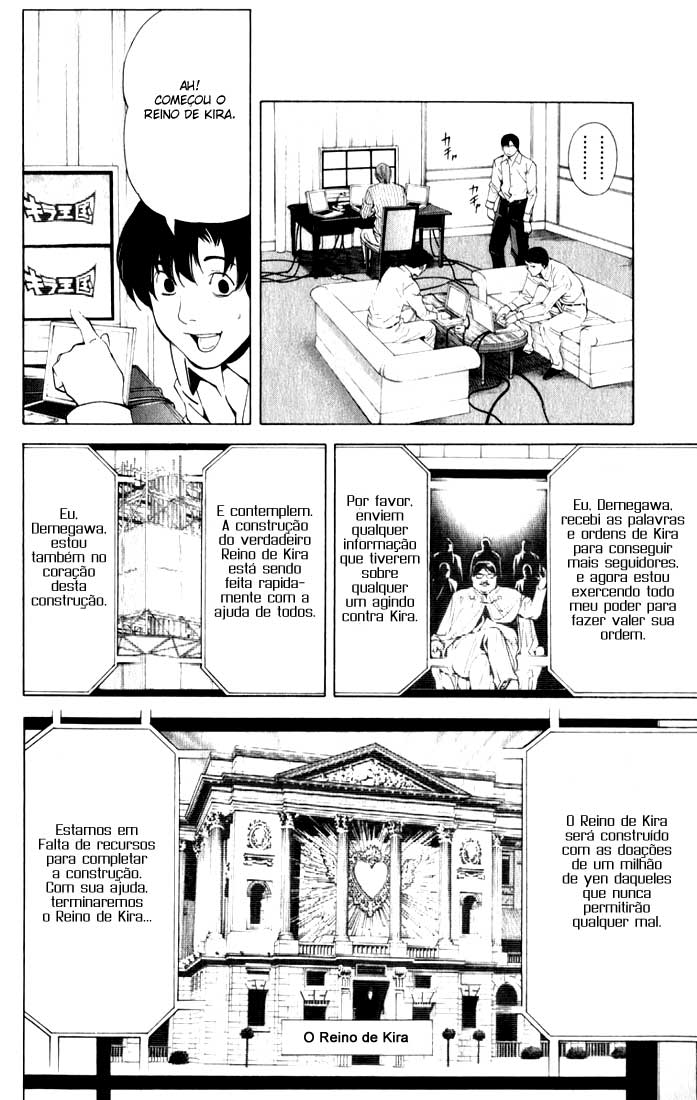 .........
カチャ
カチャ
AH!
COMEÇOU O
REINO DE KIRA.
キラ王国
キラ王国
Eu, Demegawa,
recebi as palavras
e ordens de Kira
para conseguir
mais seguidores,
e agora estou
exercendo todo
meu poder para
fazer valer sua
ordem.
Por favor,
enviem
qualquer
informação
que tiverem
sobre
qualquer
um agindo
contra Kira.
E contemplem.
A construção
do verdadeiro
Reino de Kira
está sendo
feita rapida-
mente com a
ajuda de todos.
Eu,
Demegawa,
estou
também no
coração
desta
construção.
O Reino de Kira
será construído
com as doações
de um milhão
de yen daqueles
que nunca
permitirão
qualquer mal.
Estamos em
Falta de recursos
para completar
a construção.
Com sua ajuda,
terminaremos
o Reino de Kira...
O Reino de Kira